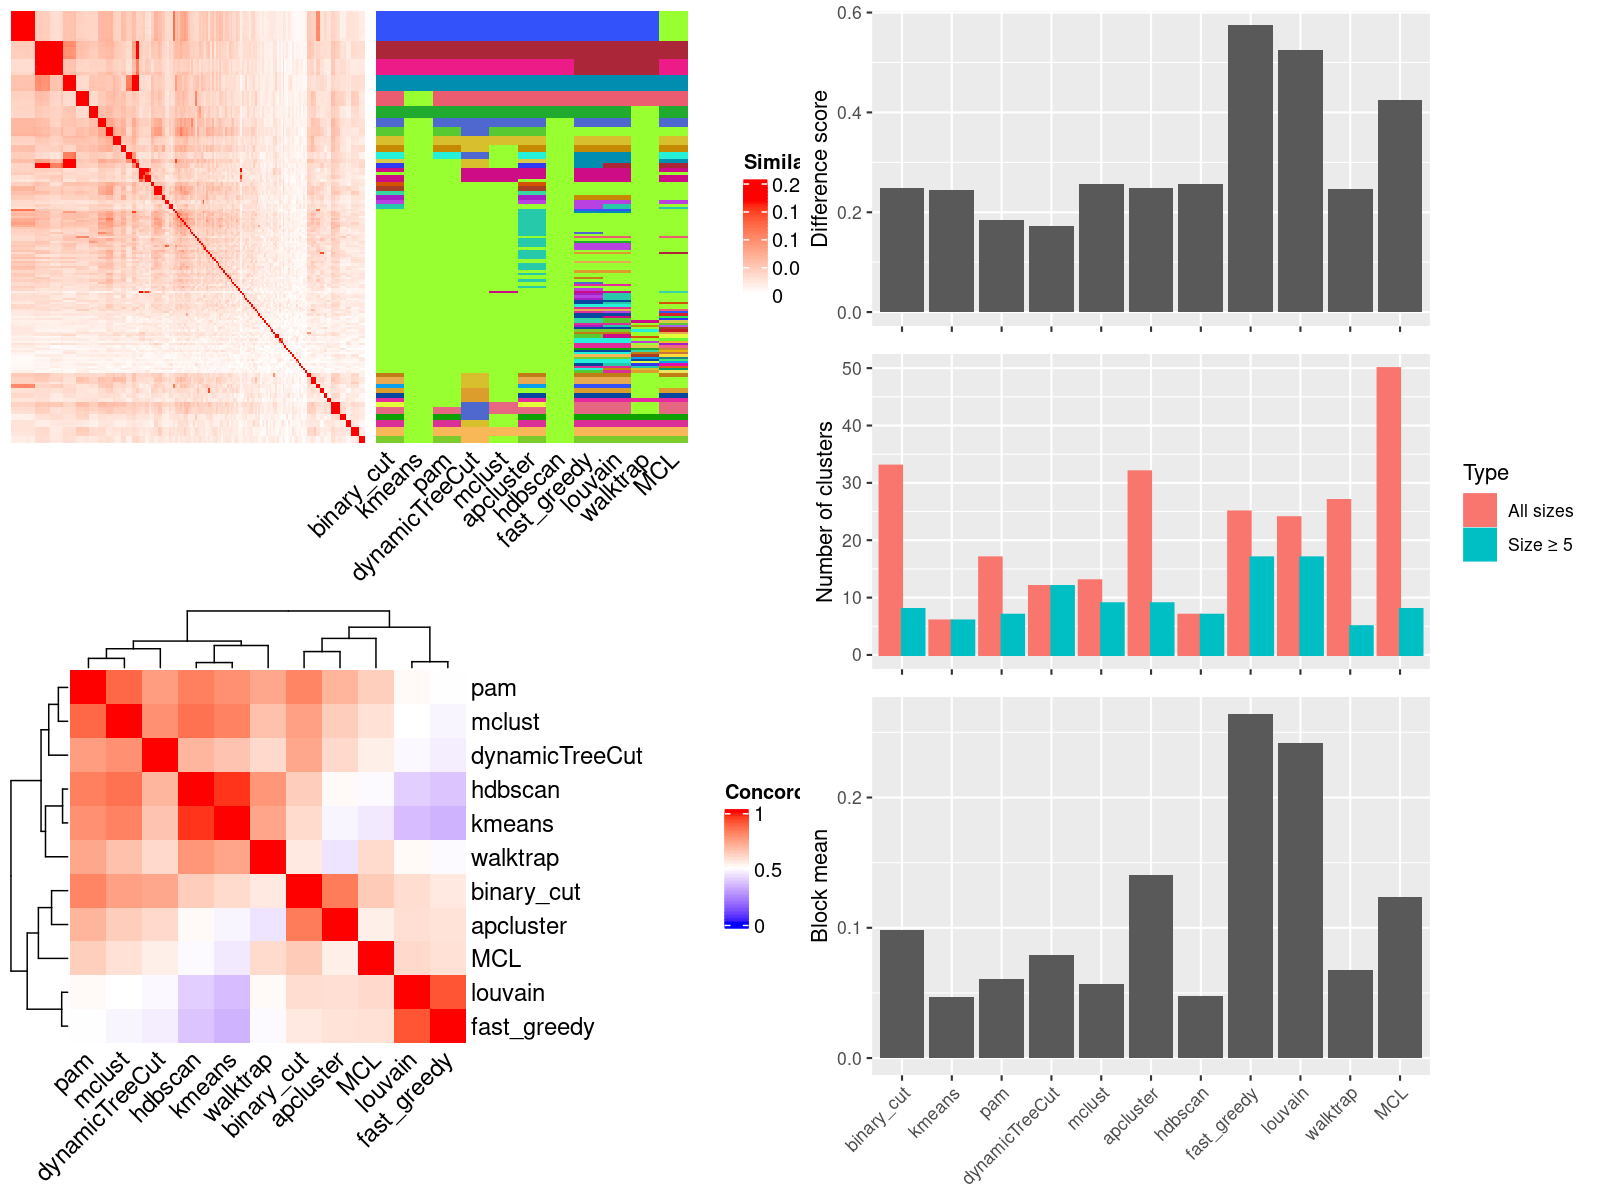 Simila
0.2
0.1
0.1
0.0
0
binary_cut
kmeans
pam
dynamicTreeCut
mclust
apcluster
hdbscan
fast_greedy
louvain
walktrap
MCL
pam
mclust
dynamicTreeCut
hdbscan
kmeans
walktrap
binary_cut
apcluster
MCL
louvain
fast_greedy
pam
mclust
dynamicTreeCut
hdbscan
kmeans
walktrap
binary_cut
apcluster
MCL
louvain
fast_greedy
Concord
1
0.5
0
Difference score
0.6
0.4
0.2
0.0
Number of clusters
50
40
30
20
10
0
Type
All sizes
Size ≥ 5
Block mean
0.2
0.1
0.0
binary_cut
kmeans
pam
dynamicTreeCut
mclust
apcluster
hdbscan
fast_greedy
louvain
walktrap
MCL